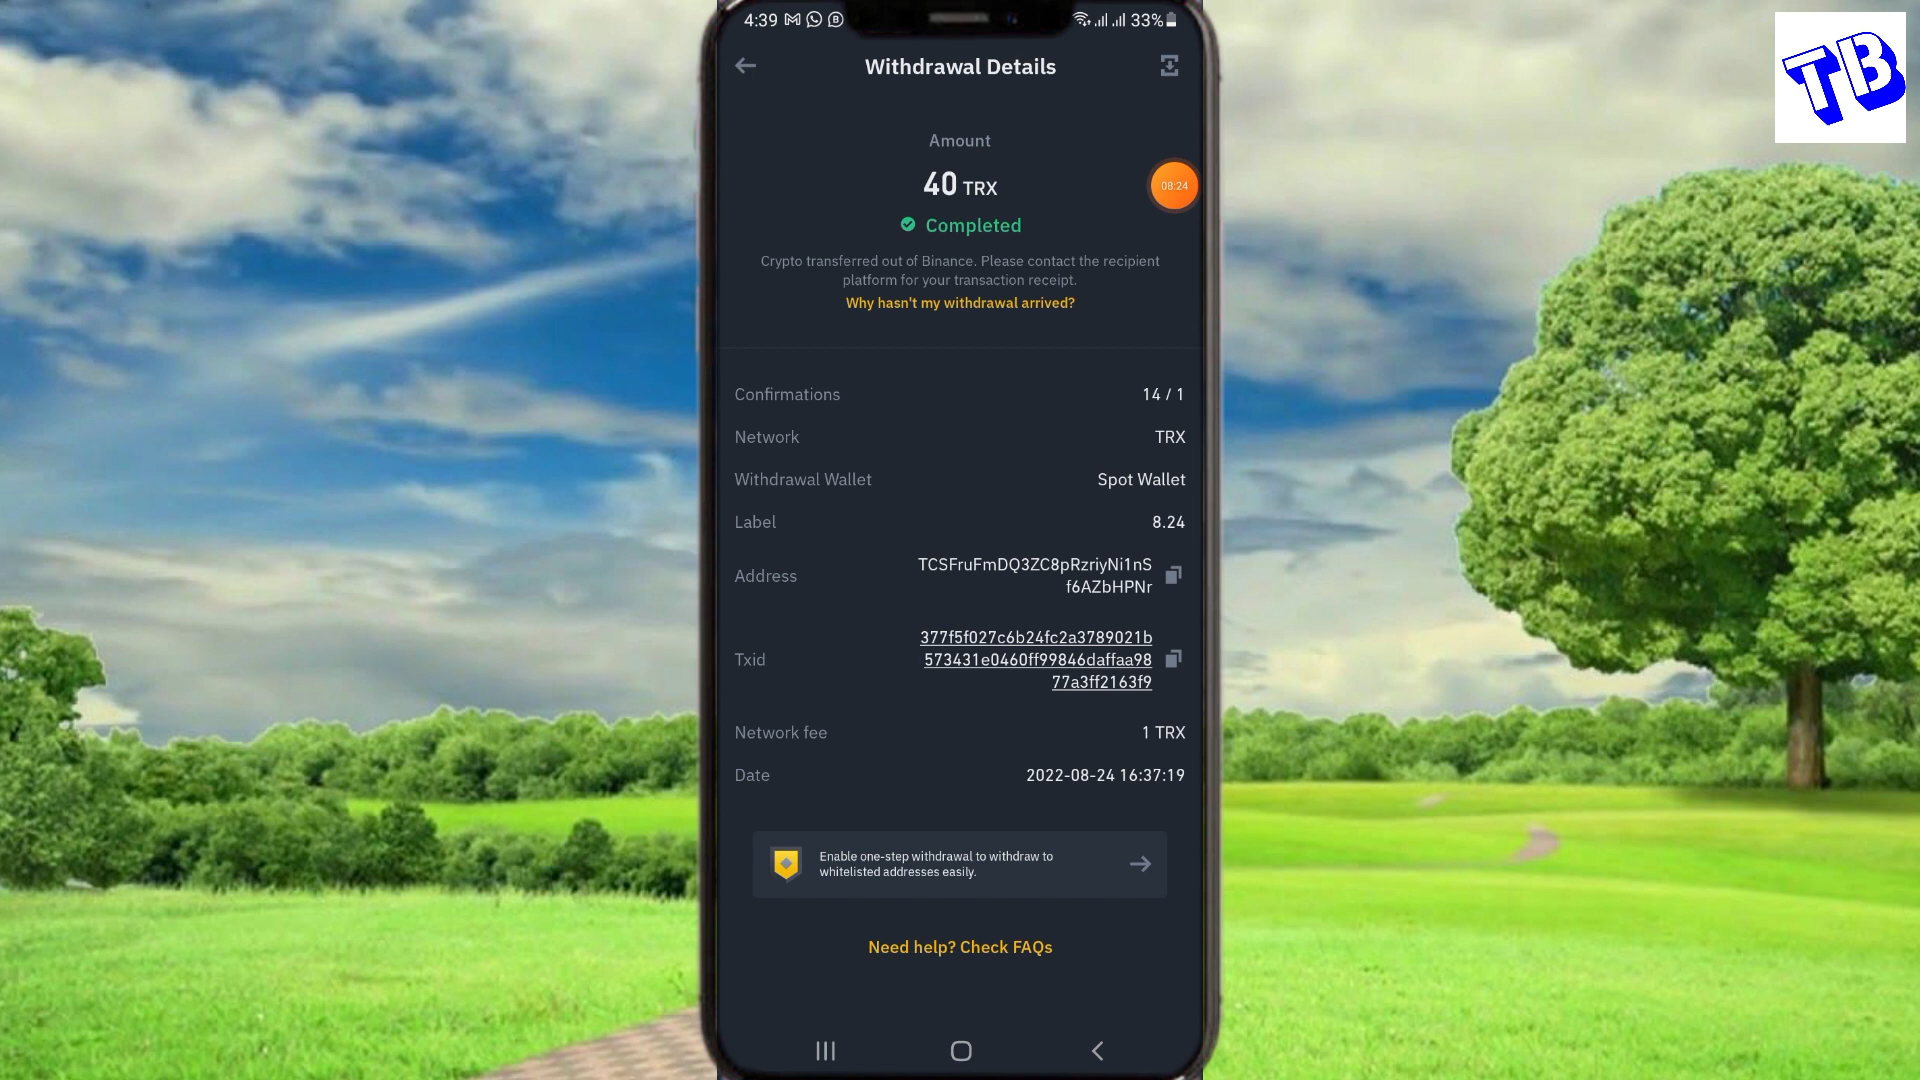 4:39
33%
TB
Withdrawal Details
Amount
40 TRX
08:24
Completed
Crypto transferred out of Binance. Please contact the recipient
platform for your transaction receipt.
Why hasn't my withdrawal arrived?
Confirmations 14 / 1
Network TRX
Withdrawal Wallet Spot Wallet
Label 8.24
Address TCSFruFmDQ3ZC8pRzriyNi1nS
f6AZbHPNr
Txid 377f5f027c6b24fc2a3789021b
573431e0460ff99846daffaa98
77a3ff2163f9
Network fee 1 TRX
Date 2022-08-24 16:37:19
Enable one-step withdrawal to withdraw to
whitelisted addresses easily.
Need help? Check FAQs